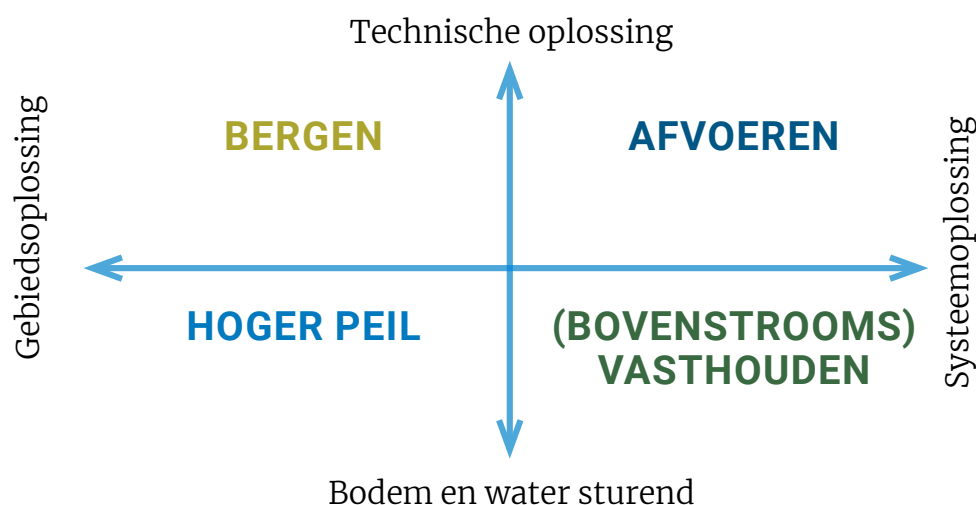 Technische oplossing
Gebiedsoplossing
BERGEN
AFVOEREN
Systeemoplossing
HOGER PEIL
(BOVENSTROOMS)
VASTHOUDEN
Bodem en water sturend